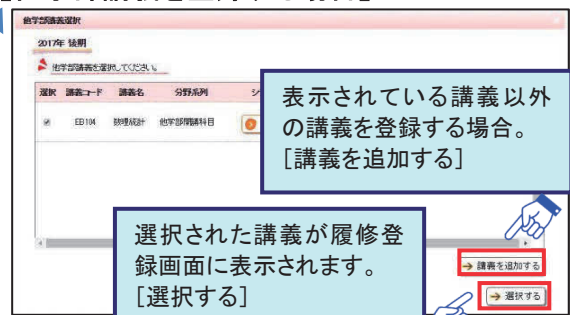 他学部講義選択
2017年 後期
他学部講義を選択してください。
選択 講義コード 講義名 分野系列
EB104 数理統計 他学部開講科目
表示されている講義以外
の講義を登録する場合。
[講義を追加する]
選択された講義が履修登
録画面に表示されます。
[選択する]
→ 講義を追加する
→ 選択する